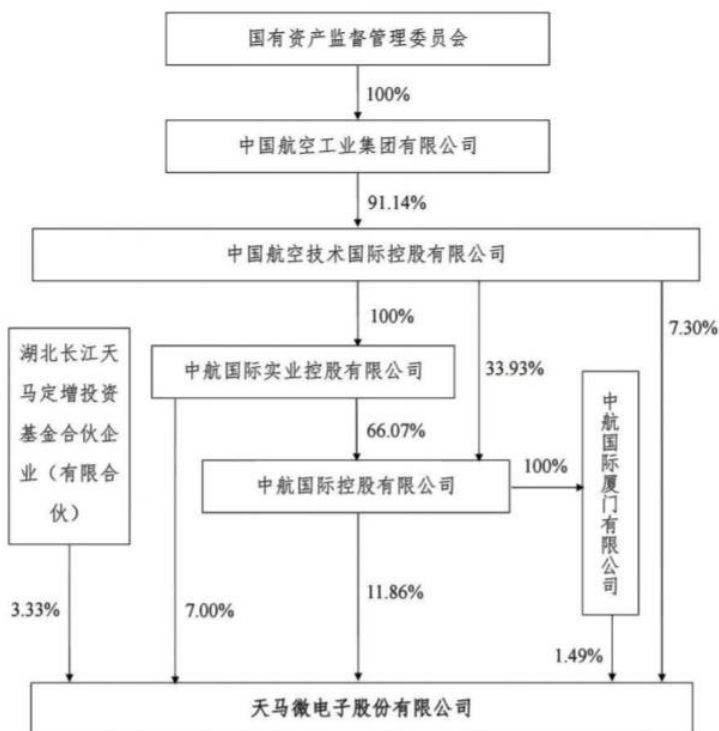 国有资产监督管理委员会
100%
中国航空工业集团有限公司
91.14%
中国航空技术国际控股有限公司
100%
33.93%
7.30%
湖北长江天
马定增投资
基金合伙企
业（有限合
伙）
中航国际实业控股有限公司
66.07%
中航国际控股有限公司
100%
中航国际厦门有限公司
3.33%
7.00%
11.86%
1.49%
天马微电子股份有限公司